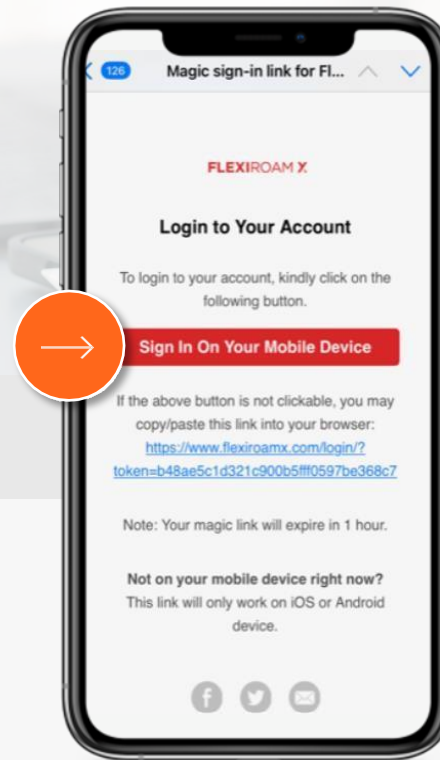 126 Magic sign-in link for Fl...
FLEXIROAM X
Login to Your Account
To login to your account, kindly click on the
following button.
Sign In On Your Mobile Device
If the above button is not clickable, you may
copy/paste this link into your browser:
https://www.flexiroamx.com/login/?
token=b48ae5c1d321c900b5fff0597be368c7
Note: Your magic link will expire in 1 hour.
Not on your mobile device right now?
This link will only work on iOS or Android
device.